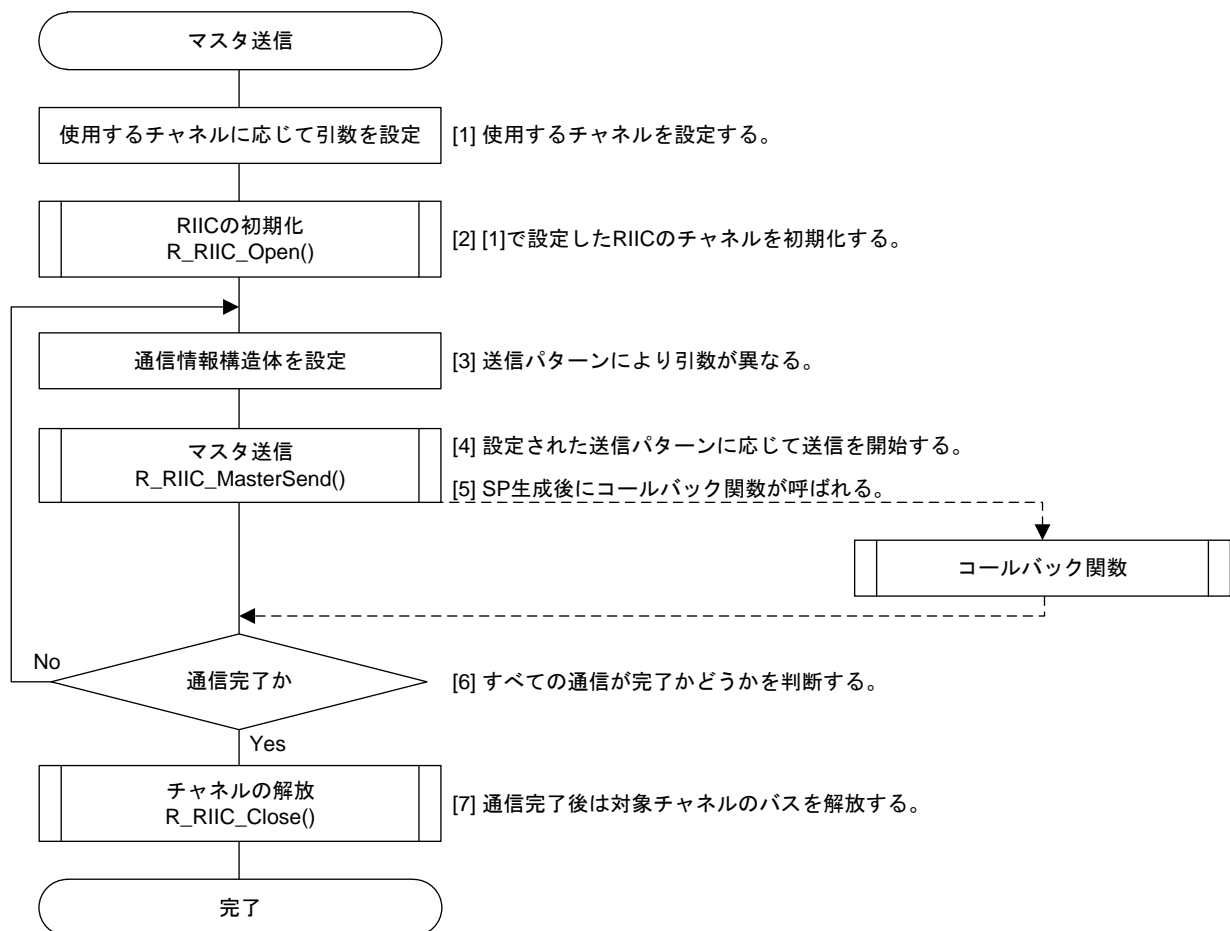 マスタ送信
使用するチャネルに応じて引数を設定
[1] 使用するチャネルを設定する。
RIICの初期化
R_RIIC_Open()
[2] [1]で設定したRIICのチャネルを初期化する。
通信情報構造体を設定
[3] 送信パターンにより引数が異なる。
マスタ送信
R_RIIC_MasterSend()
[4] 設定された送信パターンに応じて送信を開始する。
[5] SP生成後にコールバック関数が呼ばれる。
コールバック関数
No
通信完了か
[6] すべての通信が完了かどうかを判断する。
Yes
チャネルの解放
R_RIIC_Close()
[7] 通信完了後は対象チャネルのバスを解放する。
完了